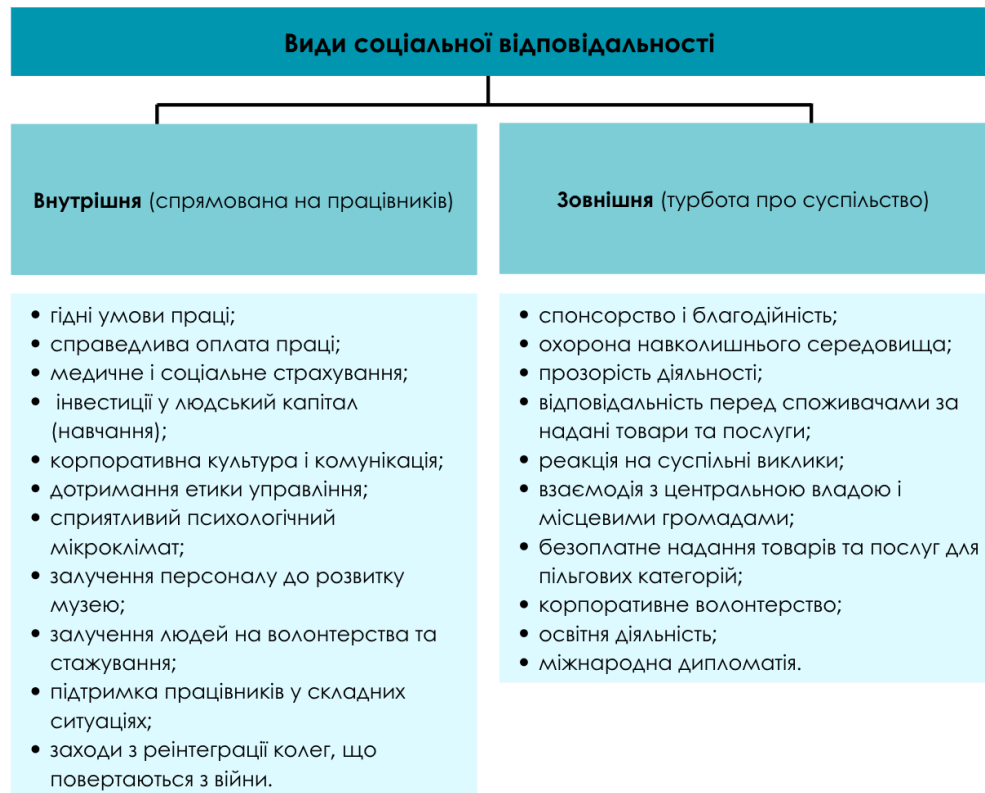 Види соціальної відповідальності
Внутрішня (спрямована на працівників)
• гідні умови праці;
• справедлива оплата праці;
• медичне і соціальне страхування;
• інвестиції у людський капітал
(навчання);
• корпоративна культура і комунікація;
• дотримання етики управління;
• сприятливий психологічний
мікроклімат;
• залучення персоналу до розвитку
музею;
• залучення людей на волонтерства та
стажування;
• підтримка працівників у складних
ситуаціях;
• заходи з реінтеграції колег, що
повертаються з війни.
Зовнішня (турбота про суспільство)
• спонсорство і благодійність;
• охорона навколишнього середовища;
• прозорість діяльності;
• відповідальність перед споживачами за
надані товари та послуги;
• реакція на суспільні виклики;
• взаємодія з центральною владою і
місцевими громадами;
• безоплатне надання товарів та послуг для
пільгових категорій;
• корпоративне волонтерство;
• освітня діяльність;
• міжнародна дипломатія.